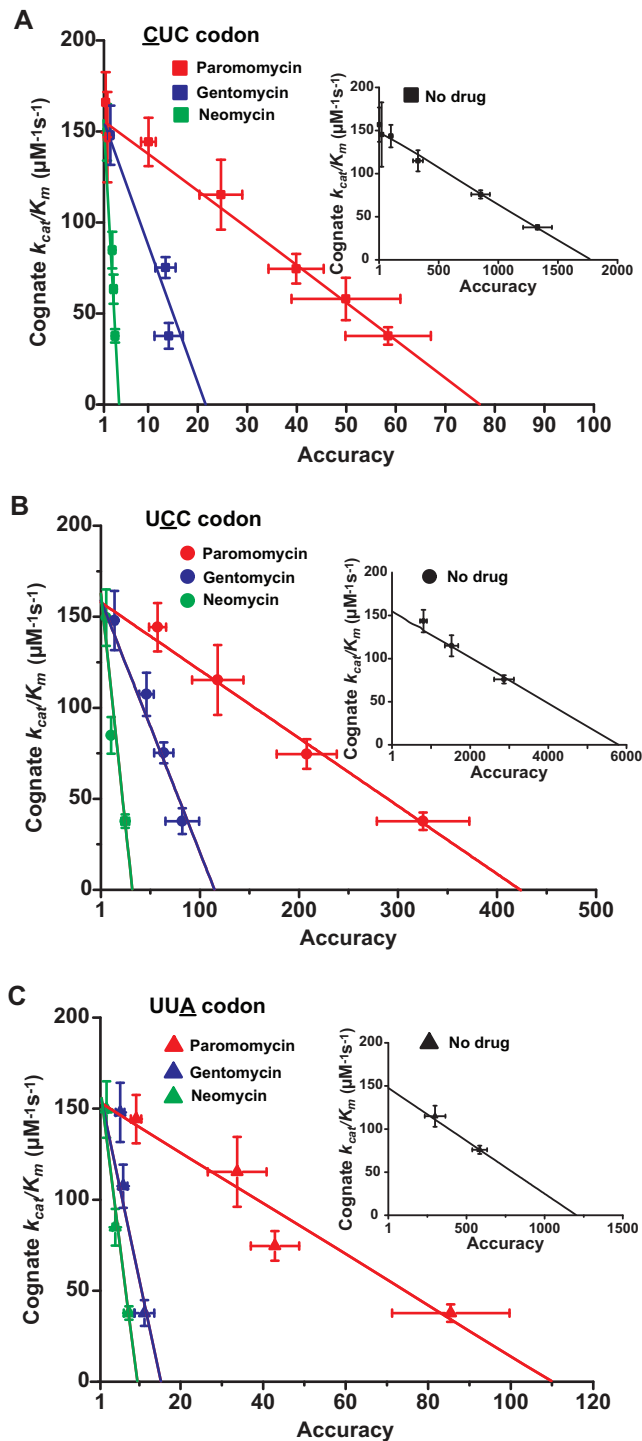 A
CUC codon
Paromomycin
Gentomycin
Neomycin
Cognate kcat/Km (µM-1s-1)
200
150
100
50
0
1 10 20 30 40 50 60 70 80 90 100
Accuracy
No drug
Cognate kcat/Km (µM-1s-1)
200
150
100
50
0
1 500 1000 1500 2000
Accuracy
B
UCC codon
Paromomycin
Gentomycin
Neomycin
Cognate kcat/Km (µM-1s-1)
200
150
100
50
0
1 100 200 300 400 500
Accuracy
No drug
Cognate kcat/Km (µM-1s-1)
200
150
100
50
0
1 2000 4000 6000
Accuracy
C
UUA codon
Paromomycin
Gentomycin
Neomycin
Cognate kcat/Km (µM-1s-1)
200
150
100
50
0
1 20 40 60 80 100 120
Accuracy
No drug
Cognate kcat/Km (µM-1s-1)
200
150
100
50
0
1 500 1000 1500
Accuracy